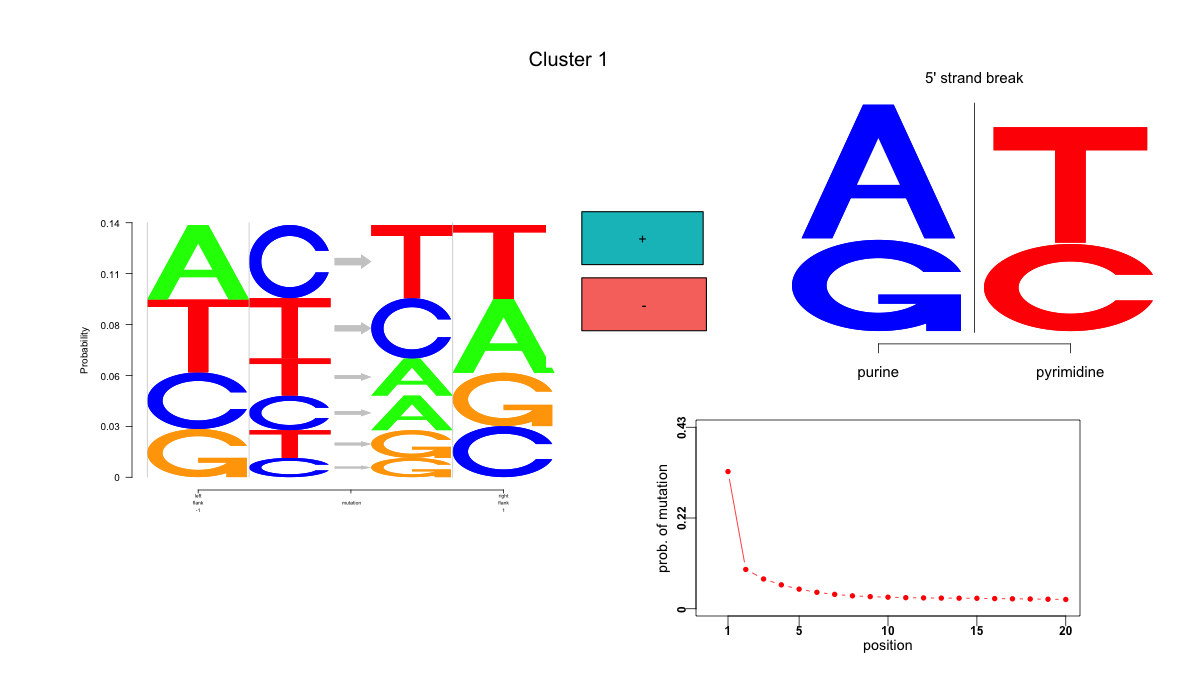 Cluster 1
5' strand break
A T
G C
purine pyrimidine
0.14
0.11
0.08
0.06
0.03
0
Probability
A C T T
T T C A
C T A G
G C A C
T G
C G
left
flank
-1
mutation
right
flank
1
+
-
0.43
0.22
0
prob. of mutation
1 5 10 15 20
position